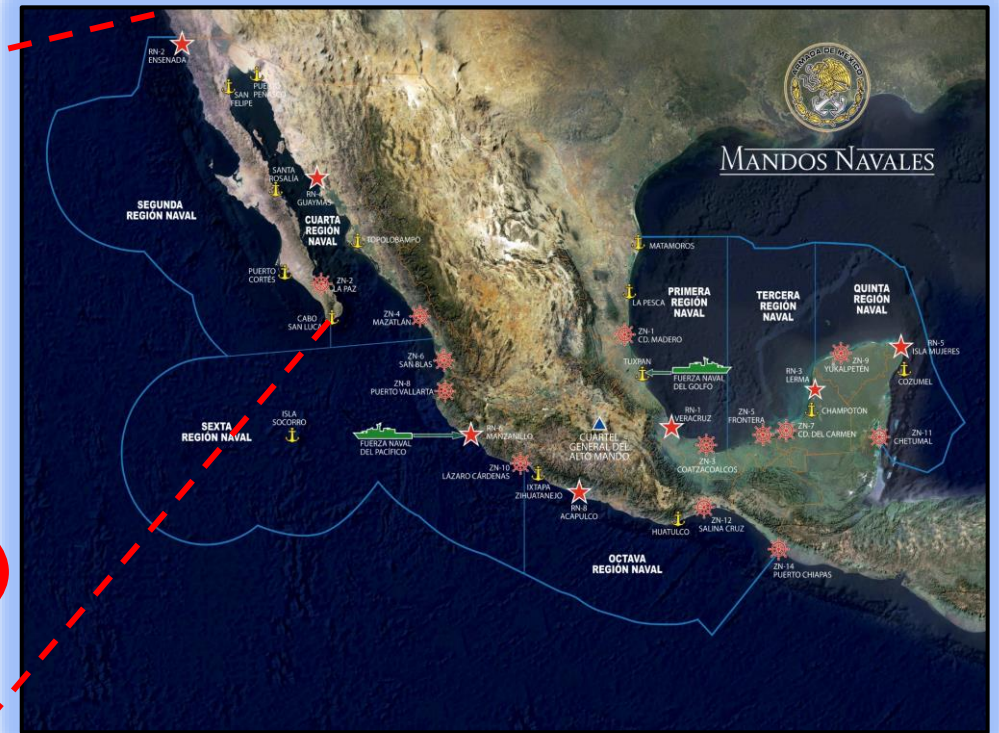 ARMADA DE MEXICO
MANDOS NAVALES
RN-2
ENSENADA
PUERTO
PEÑASCO
SAN
FELIPE
SANTA
ROSALÍA
RN-4
GUAYMAS
SEGUNDA
REGIÓN NAVAL
CUARTA
REGIÓN
NAVAL
TOPOLOBAMPO
PUERTO
CORTÉS
ZN-2
LA PAZ
CABO
SAN LUCAS
ZN-4
MAZATLÁN
ZN-6
SAN BLAS
ZN-8
PUERTO VALLARTA
SEXTA
REGIÓN NAVAL
ISLA
SOCORRO
FUERZA NAVAL
DEL PACÍFICO
RN-6
MANZANILLO
ZN-10
LÁZARO CÁRDENAS
IXTAPA
ZIHUATANEJO
RN-8
ACAPULCO
CUARTEL
GENERAL DEL
ALTO MANDO
HUATULCO
ZN-12
SALINA CRUZ
OCTAVA
REGIÓN NAVAL
ZN-14
PUERTO CHIAPAS
MATAMOROS
LA PESCA
PRIMERA
REGIÓN
NAVAL
TERCERA
REGIÓN
NAVAL
QUINTA
REGIÓN
NAVAL
ZN-1
CD. MADERO
TUXPAN
FUERZA NAVAL
DEL GOLFO
RN-1
VERACRUZ
ZN-3
COATZACOALCOS
ZN-5
FRONTERA
ZN-7
CD. DEL CARMEN
RN-3
LERMA
CHAMPOTÓN
ZN-9
YUKALPETÉN
RN-5
ISLA MUJERES
COZUMEL
ZN-11
CHETUMAL